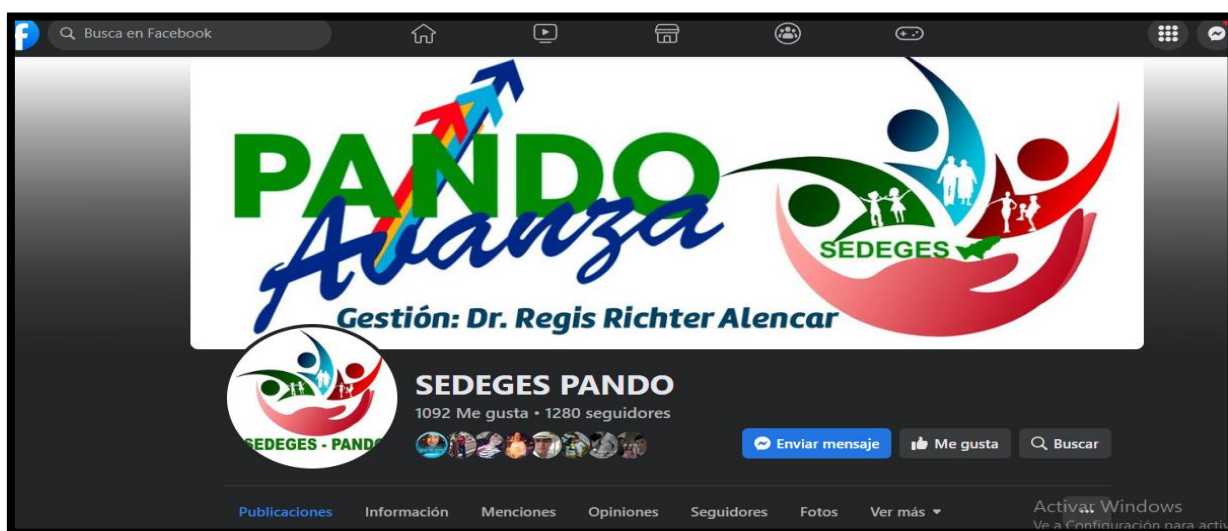 Busca en Facebook
PANDO
Avanza
SEDEGES
Gestión: Dr. Regis Richter Alencar
SEDEGES - PANDO
SEDEGES PANDO
1092 Me gusta • 1280 seguidores
Enviar mensaje
Me gusta
Buscar
Publicaciones Información Menciones Opiniones Seguidores Fotos Ver más
Activar Windows
Ve a Configuración para activ